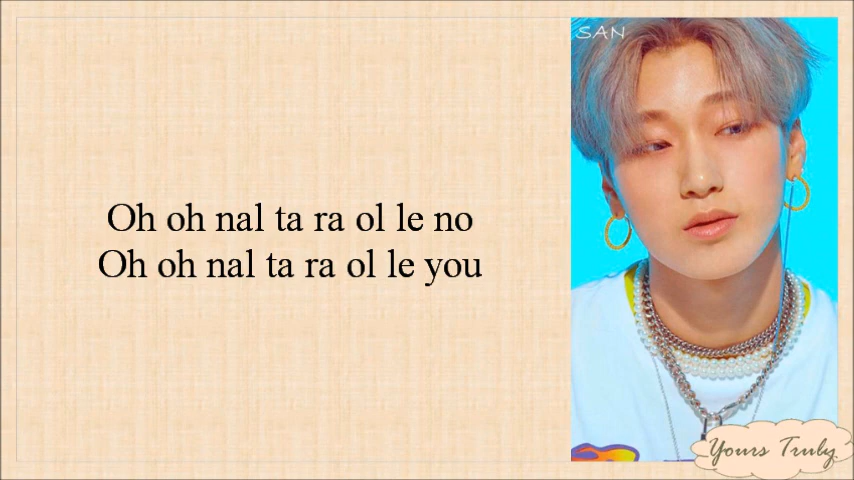 SAN
Oh oh nal ta ra ol le no
Oh oh nal ta ra ol le you
Yours Truly